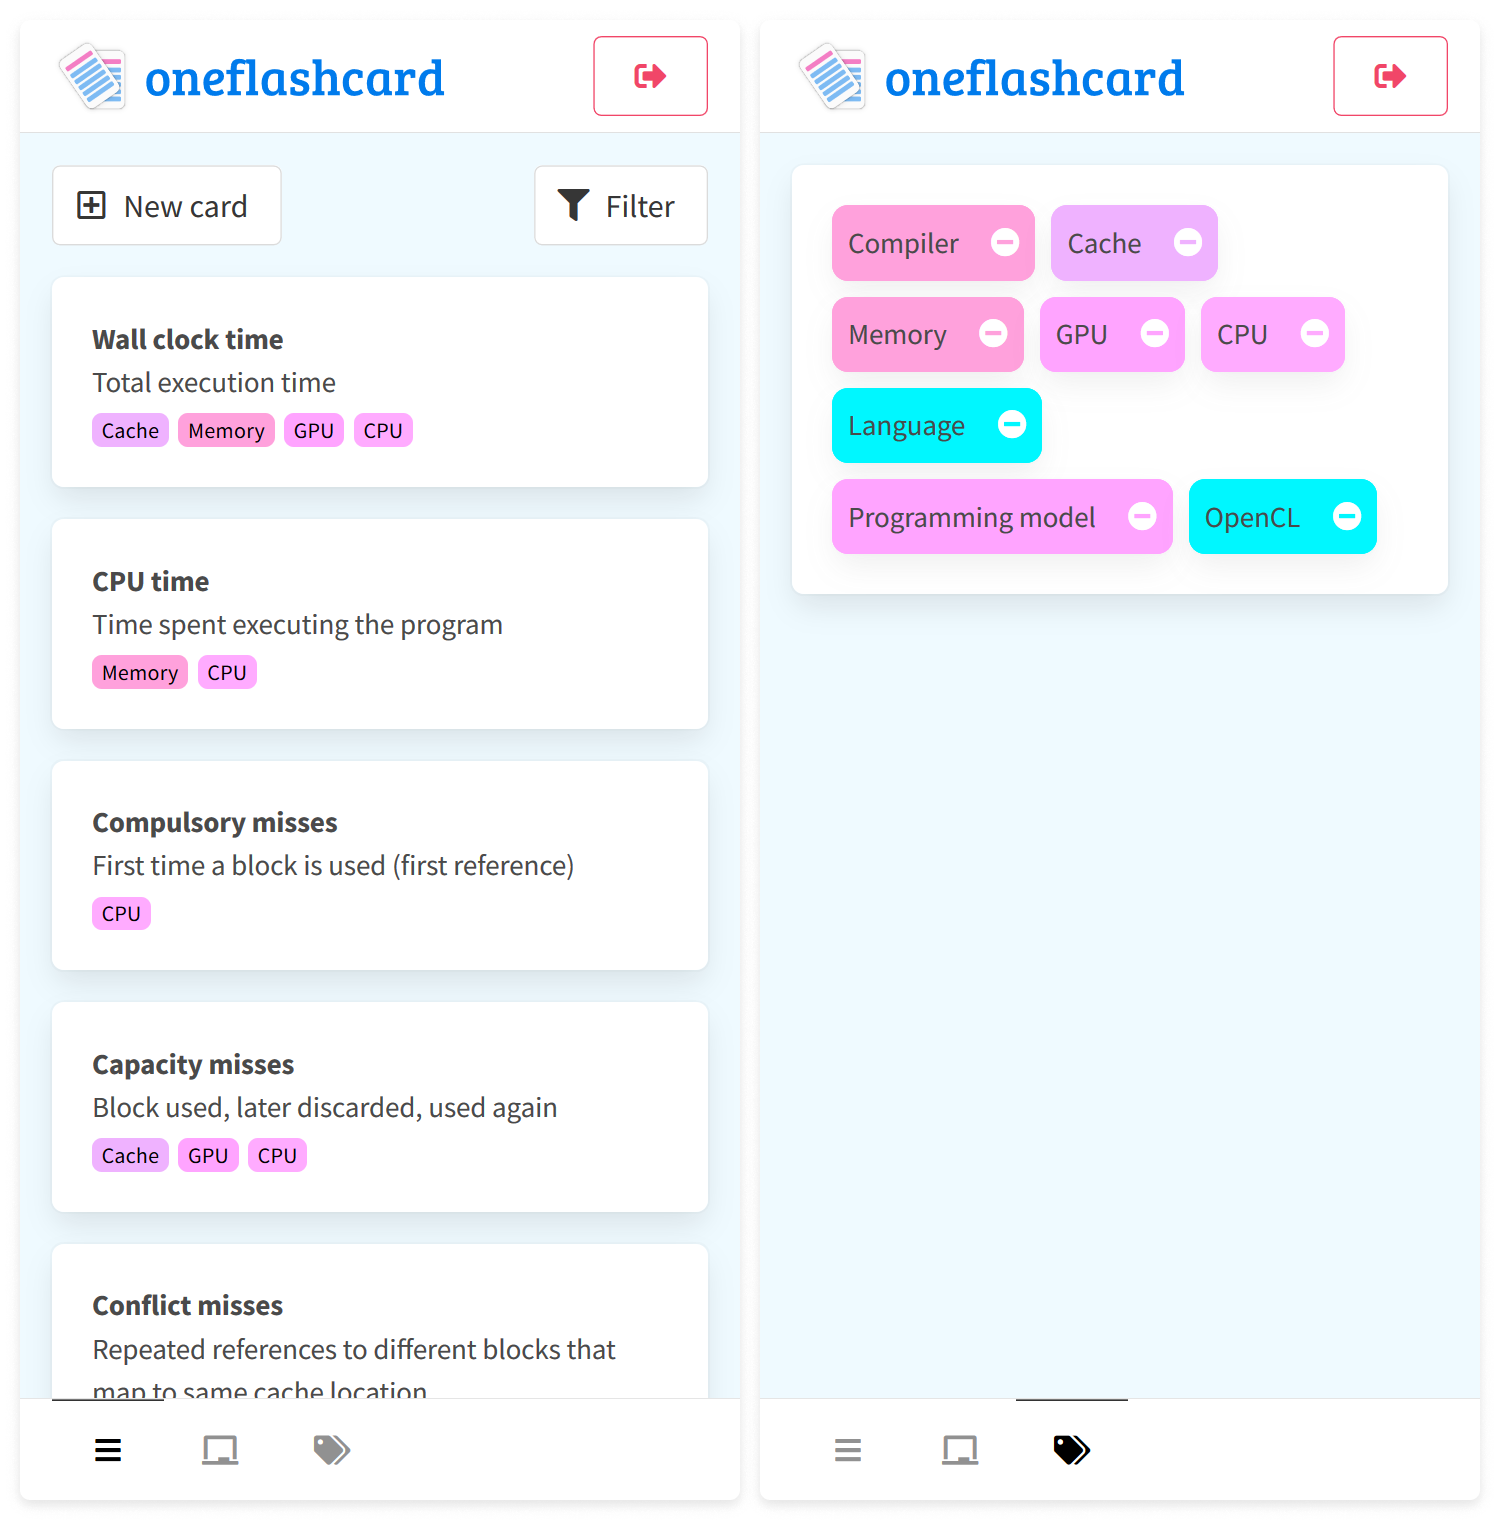 oneflashcard
New card
Filter
Wall clock time
Total execution time
Cache Memory GPU CPU
CPU time
Time spent executing the program
Memory CPU
Compulsory misses
First time a block is used (first reference)
CPU
Capacity misses
Block used, later discarded, used again
Cache GPU CPU
Conflict misses
Repeated references to different blocks that
map to same cache location
oneflashcard
Compiler Cache
Memory GPU CPU
Language
Programming model OpenCL